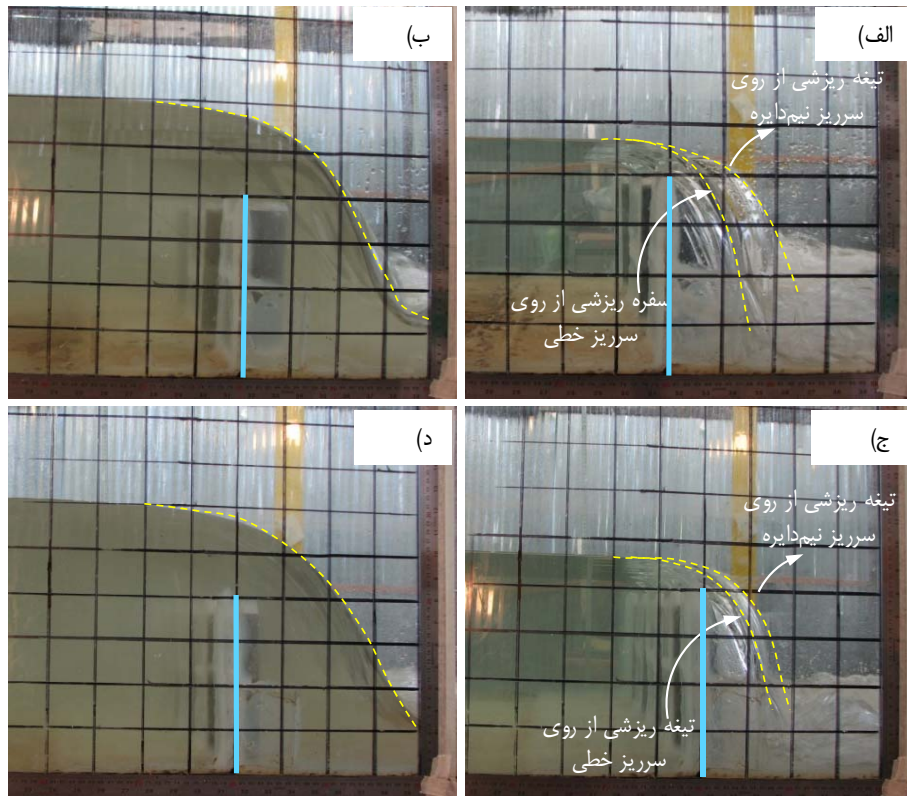 الف)
تیغه ریزشی از روی
سرریز نیم‌دایره
سفره ریزشی از روی
سرریز خطی
ب)
ج)
تیغه ریزشی از روی
سرریز نیم‌دایره
تیغه ریزشی از روی
سرریز خطی
د)